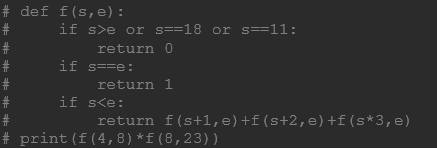 # def f(s,e):
#     if s>e or s==18 or s==11:
#         return 0
#     if s==e:
#         return 1
#     if s<e:
#         return f(s+1,e)+f(s+2,e)+f(s*3,e)
# print(f(4,8)*f(8,23))